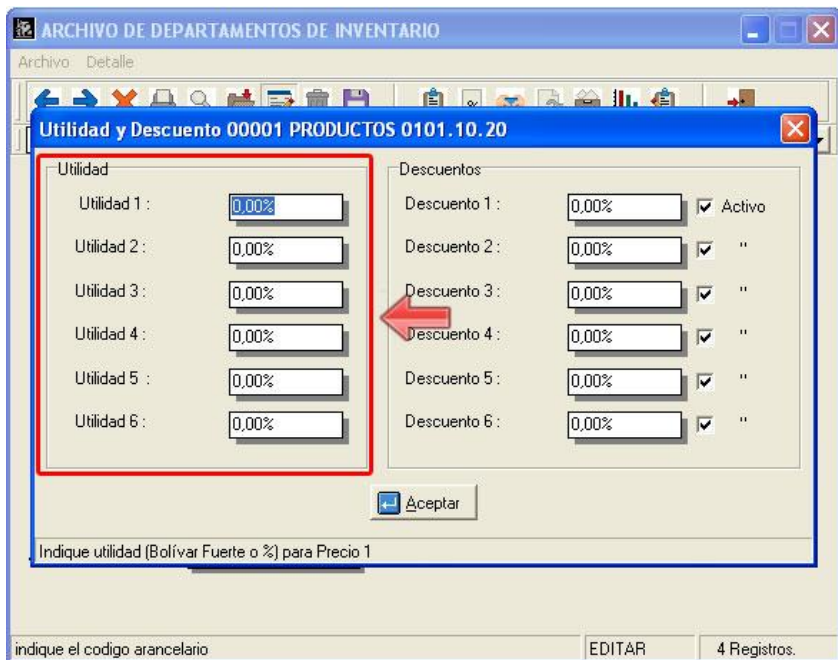 ARCHIVO DE DEPARTAMENTOS DE INVENTARIO
Archivo Detalle
Utilidad y Descuento 00001 PRODUCTOS 0101.10.20
Utilidad
Utilidad 1 : 0,00%
Utilidad 2 : 0,00%
Utilidad 3 : 0,00%
Utilidad 4 : 0,00%
Utilidad 5 : 0,00%
Utilidad 6 : 0,00%
Descuentos
Descuento 1 : 0,00% Activo
Descuento 2 : 0,00% "
Descuento 3 : 0,00% "
Descuento 4 : 0,00% "
Descuento 5 : 0,00% "
Descuento 6 : 0,00% "
Aceptar
Indique utilidad (Bolívar Fuerte o %) para Precio 1
indique el codigo arancelario EDITAR 4 Registros.